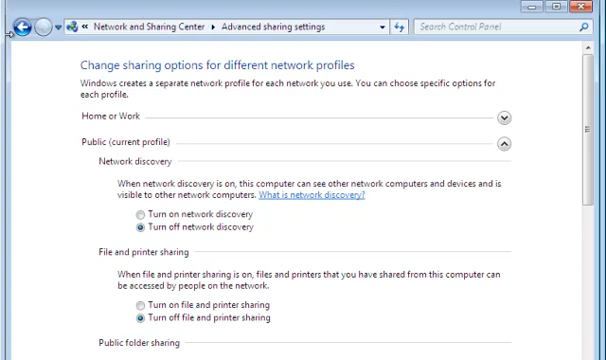 « Network and Sharing Center ▸ Advanced sharing settings
Search Control Panel
Change sharing options for different network profiles
Windows creates a separate network profile for each network you use. You can choose specific options for
each profile.
Home or Work
Public (current profile)
Network discovery
When network discovery is on, this computer can see other network computers and devices and is
visible to other network computers. What is network discovery?
Turn on network discovery
Turn off network discovery
File and printer sharing
When file and printer sharing is on, files and printers that you have shared from this computer can
be accessed by people on the network.
Turn on file and printer sharing
Turn off file and printer sharing
Public folder sharing